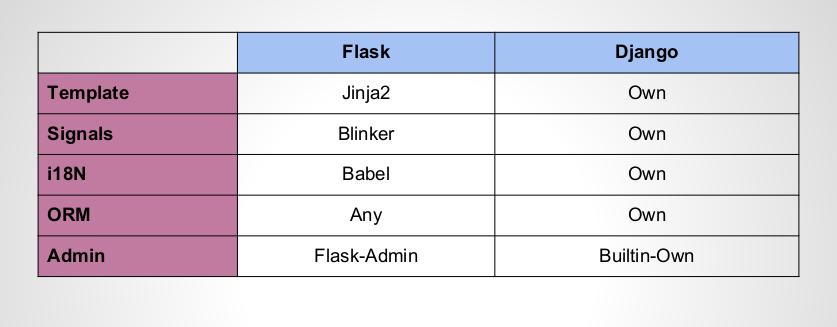 Flask Django
Template Jinja2 Own
Signals Blinker Own
i18N Babel Own
ORM Any Own
Admin Flask-Admin Builtin-Own